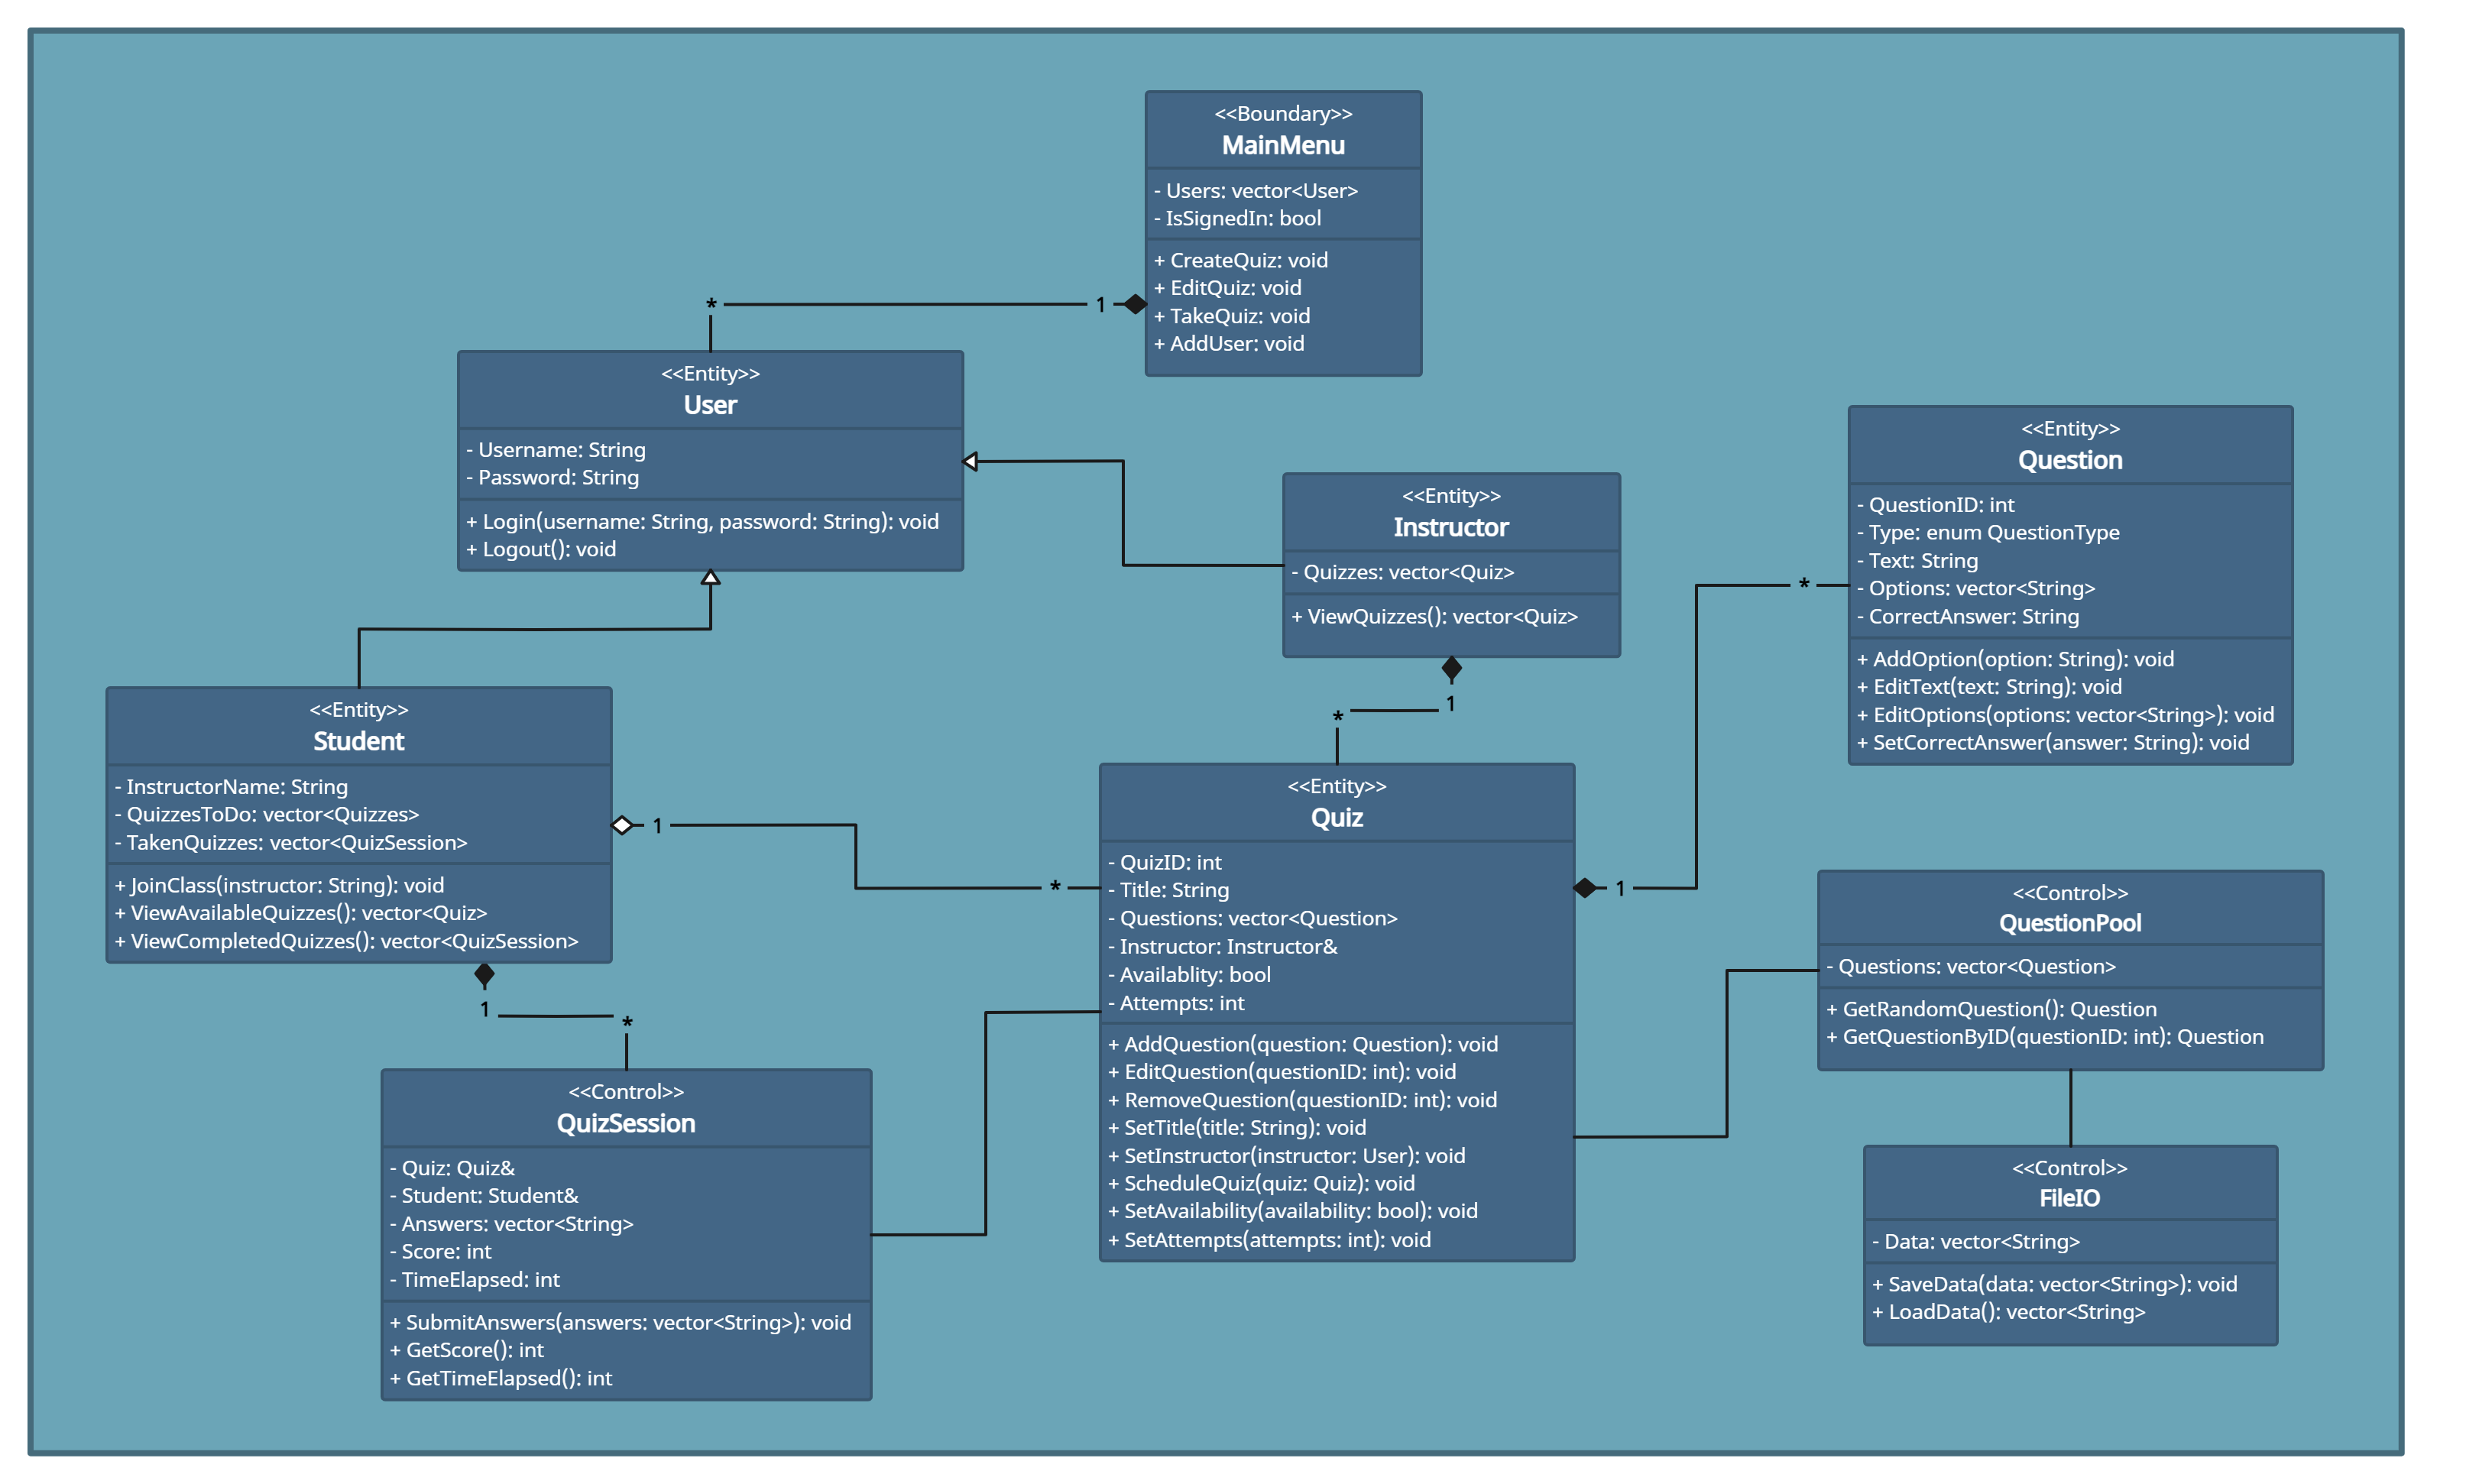 <<Boundary>>
MainMenu
- Users: vector<User>
- IsSignedIn: bool
+ CreateQuiz: void
+ EditQuiz: void
+ TakeQuiz: void
+ AddUser: void
*
1
<<Entity>>
User
- Username: String
- Password: String
+ Login(username: String, password: String): void
+ Logout(): void
<<Entity>>
Instructor
- Quizzes: vector<Quiz>
+ ViewQuizzes(): vector<Quiz>
1
*
<<Entity>>
Question
- QuestionID: int
- Type: enum QuestionType
- Text: String
- Options: vector<String>
- CorrectAnswer: String
+ AddOption(option: String): void
+ EditText(text: String): void
+ EditOptions(options: vector<String>): void
+ SetCorrectAnswer(answer: String): void
*
<<Entity>>
Student
- InstructorName: String
- QuizzesToDo: vector<Quizzes>
- TakenQuizzes: vector<QuizSession>
+ JoinClass(instructor: String): void
+ ViewAvailableQuizzes(): vector<Quiz>
+ ViewCompletedQuizzes(): vector<QuizSession>
1
*
1
*
<<Entity>>
Quiz
- QuizID: int
- Title: String
- Questions: vector<Question>
- Instructor: Instructor&
- Availablity: bool
- Attempts: int
+ AddQuestion(question: Question): void
+ EditQuestion(questionID: int): void
+ RemoveQuestion(questionID: int): void
+ SetTitle(title: String): void
+ SetInstructor(instructor: User): void
+ ScheduleQuiz(quiz: Quiz): void
+ SetAvailability(availability: bool): void
+ SetAttempts(attempts: int): void
1
<<Control>>
QuestionPool
- Questions: vector<Question>
+ GetRandomQuestion(): Question
+ GetQuestionByID(questionID: int): Question
<<Control>>
QuizSession
- Quiz: Quiz&
- Student: Student&
- Answers: vector<String>
- Score: int
- TimeElapsed: int
+ SubmitAnswers(answers: vector<String>): void
+ GetScore(): int
+ GetTimeElapsed(): int
<<Control>>
FileIO
- Data: vector<String>
+ SaveData(data: vector<String>): void
+ LoadData(): vector<String>